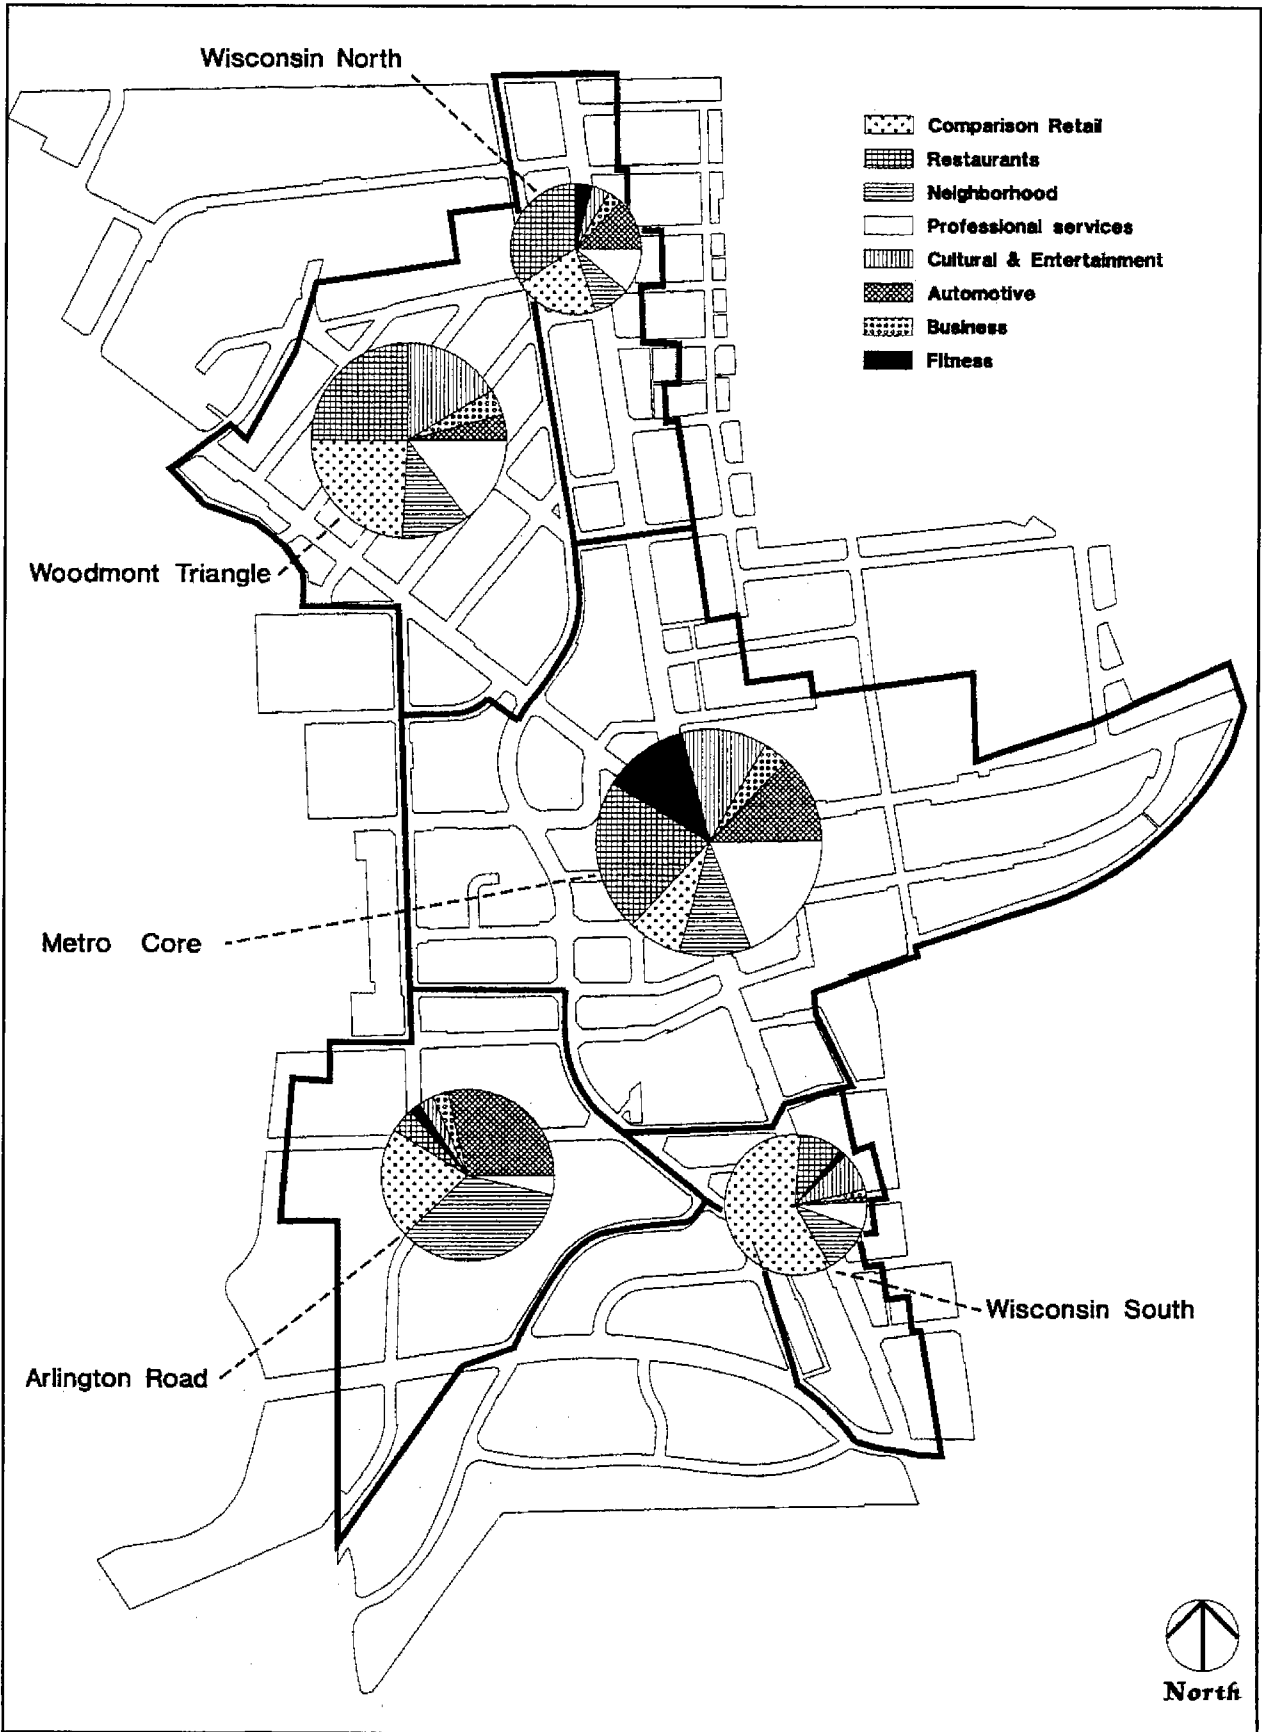 Wisconsin North
Comparison Retail
Restaurants
Neighborhood
Professional services
Cultural & Entertainment
Automotive
Business
Fitness
Woodmont Triangle
Metro Core
Wisconsin South
Arlington Road
North